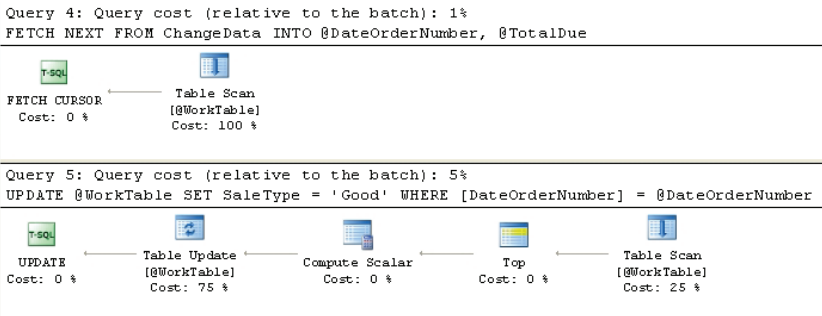 Query 4: Query cost (relative to the batch): 1%
FETCH NEXT FROM ChangeData INTO @DateOrderNumber, @TotalDue
T-SQL
FETCH CURSOR
Cost: 0 %
Table Scan
[@WorkTable]
Cost: 100 %
Query 5: Query cost (relative to the batch): 5%
UPDATE @WorkTable SET SaleType = 'Good' WHERE [DateOrderNumber] = @DateOrderNumber
T-SQL
UPDATE
Cost: 0 %
Table Update
[@WorkTable]
Cost: 75 %
Compute Scalar
Cost: 0 %
Top
Cost: 0 %
Table Scan
[@WorkTable]
Cost: 25 %